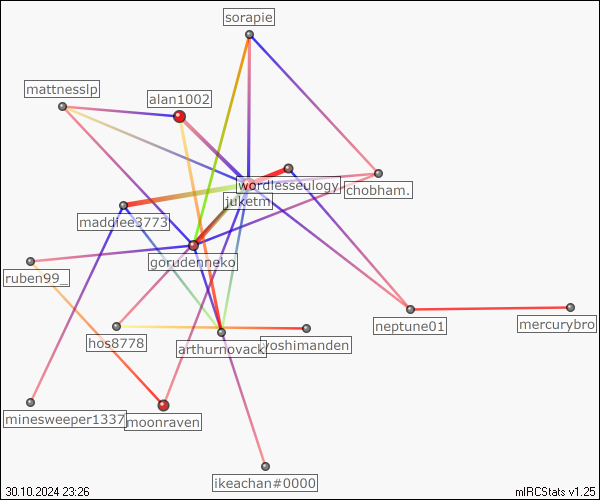 sorapie
mattnesslp
alan1002
wordlesseulogy
chobham.
juketm
maddiee3773
gorudenneko
ruben99_
neptune01
mercurybro
hos8778
arthurnovack
yoshimanden
minesweeper1337
moonraven
ikeachan#0000
30.10.2024 23:26
mIRCStats v1.25